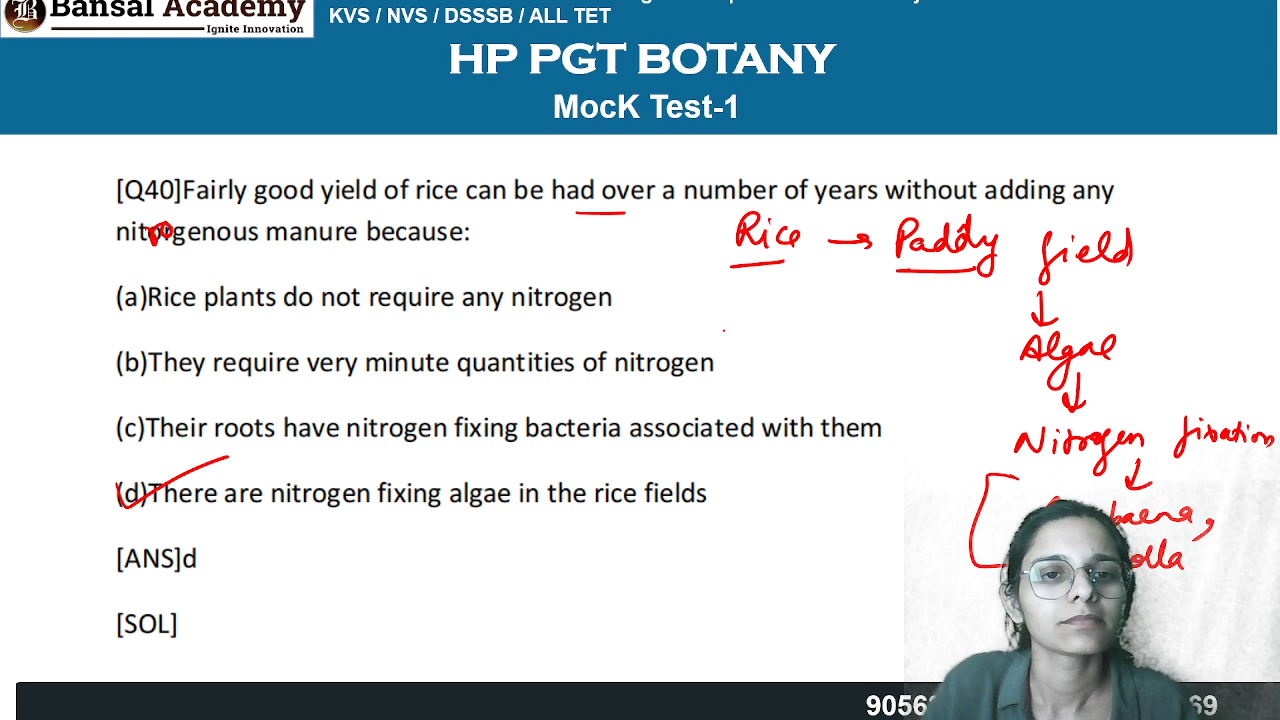 Bansal Academy
Ignite Innovation
KVS / NVS / DSSSB / ALL TET
HP PGT BOTANY
MocK Test-1
[Q40]Fairly good yield of rice can be had over a number of years without adding any
nitorgenous manure because:
Rice → Paddy field
↓
Algae
↓
Nitrogen fixation
↓
(a)Rice plants do not require any nitrogen
(b)They require very minute quantities of nitrogen
(c)Their roots have nitrogen fixing bacteria associated with them
(d)There are nitrogen fixing algae in the rice fields
[ANS]d
[SOL]